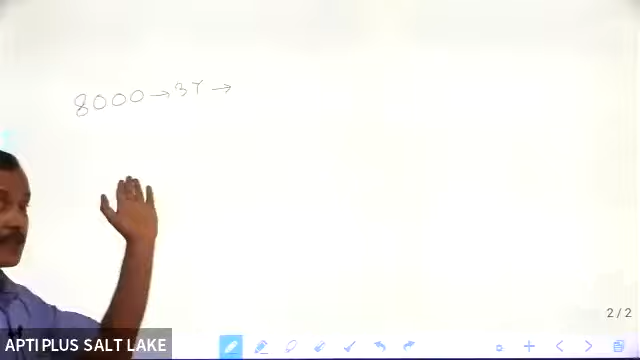 8000 → 3Y →
2 / 2
APTI PLUS SALT LAKE